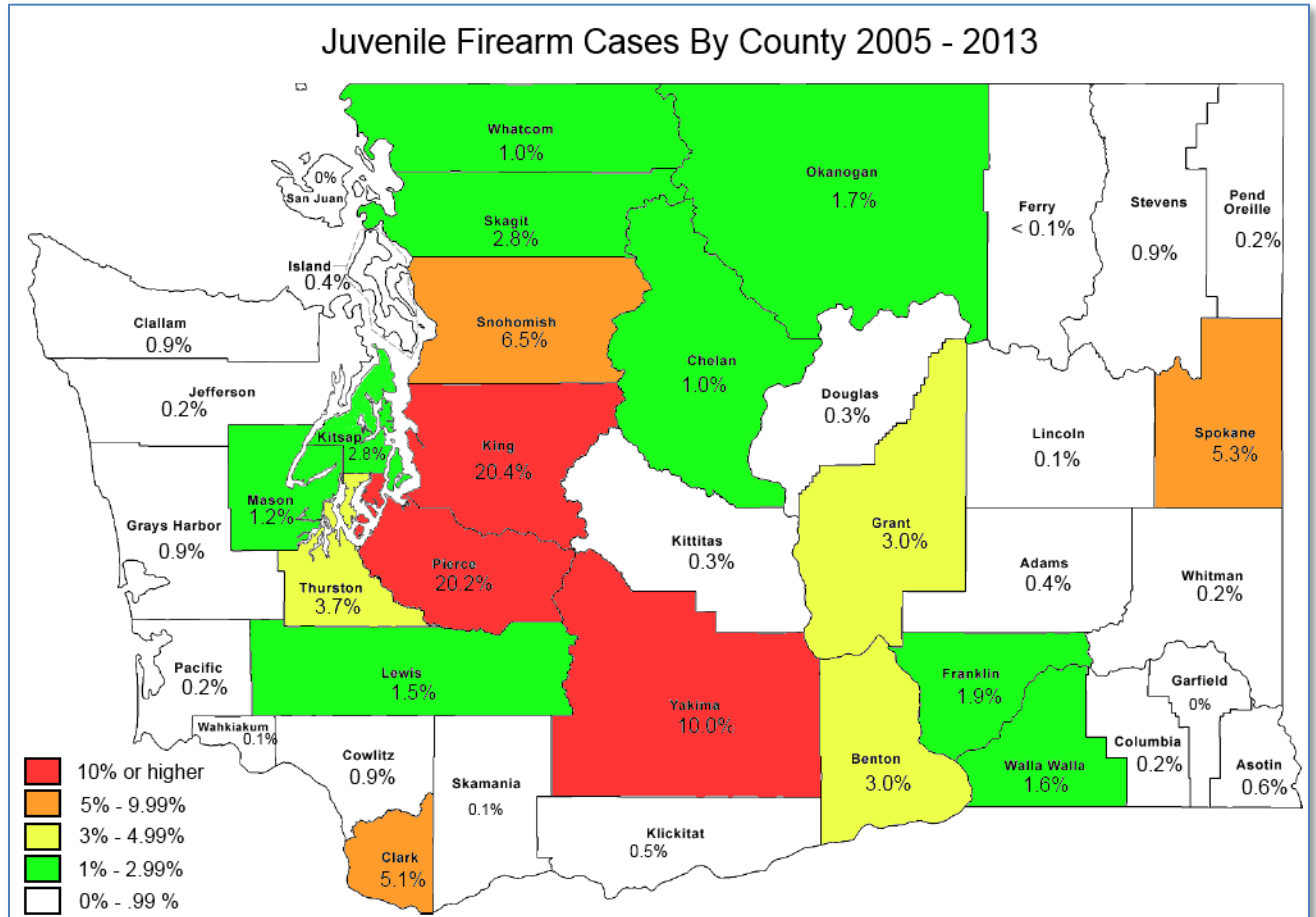 Juvenile Firearm Cases By County 2005 - 2013
Whatcom
1.0%
Okanogan
1.7%
0%
San Juan
Skagit
2.8%
Ferry
< 0.1%
Stevens
0.9%
Pend
Oreille
0.2%
Island
0.4%
Clallam
0.9%
Snohomish
6.5%
Chelan
1.0%
Jefferson
0.2%
Douglas
0.3%
Kitsap
2.8%
King
20.4%
Lincoln
0.1%
Spokane
5.3%
Mason
1.2%
Grays Harbor
0.9%
Grant
3.0%
Kittitas
0.3%
Pierce
20.2%
Adams
0.4%
Whitman
0.2%
Thurston
3.7%
Pacific
0.2%
Lewis
1.5%
Yakima
10.0%
Franklin
1.9%
Garfield
0%
Wahkiakum
0.1%
Cowlitz
0.9%
Skamania
0.1%
Benton
3.0%
Walla Walla
1.6%
Columbia
0.2%
Asotin
0.6%
Klickitat
0.5%
Clark
5.1%
10% or higher
5% - 9.99%
3% - 4.99%
1% - 2.99%
0% - .99 %